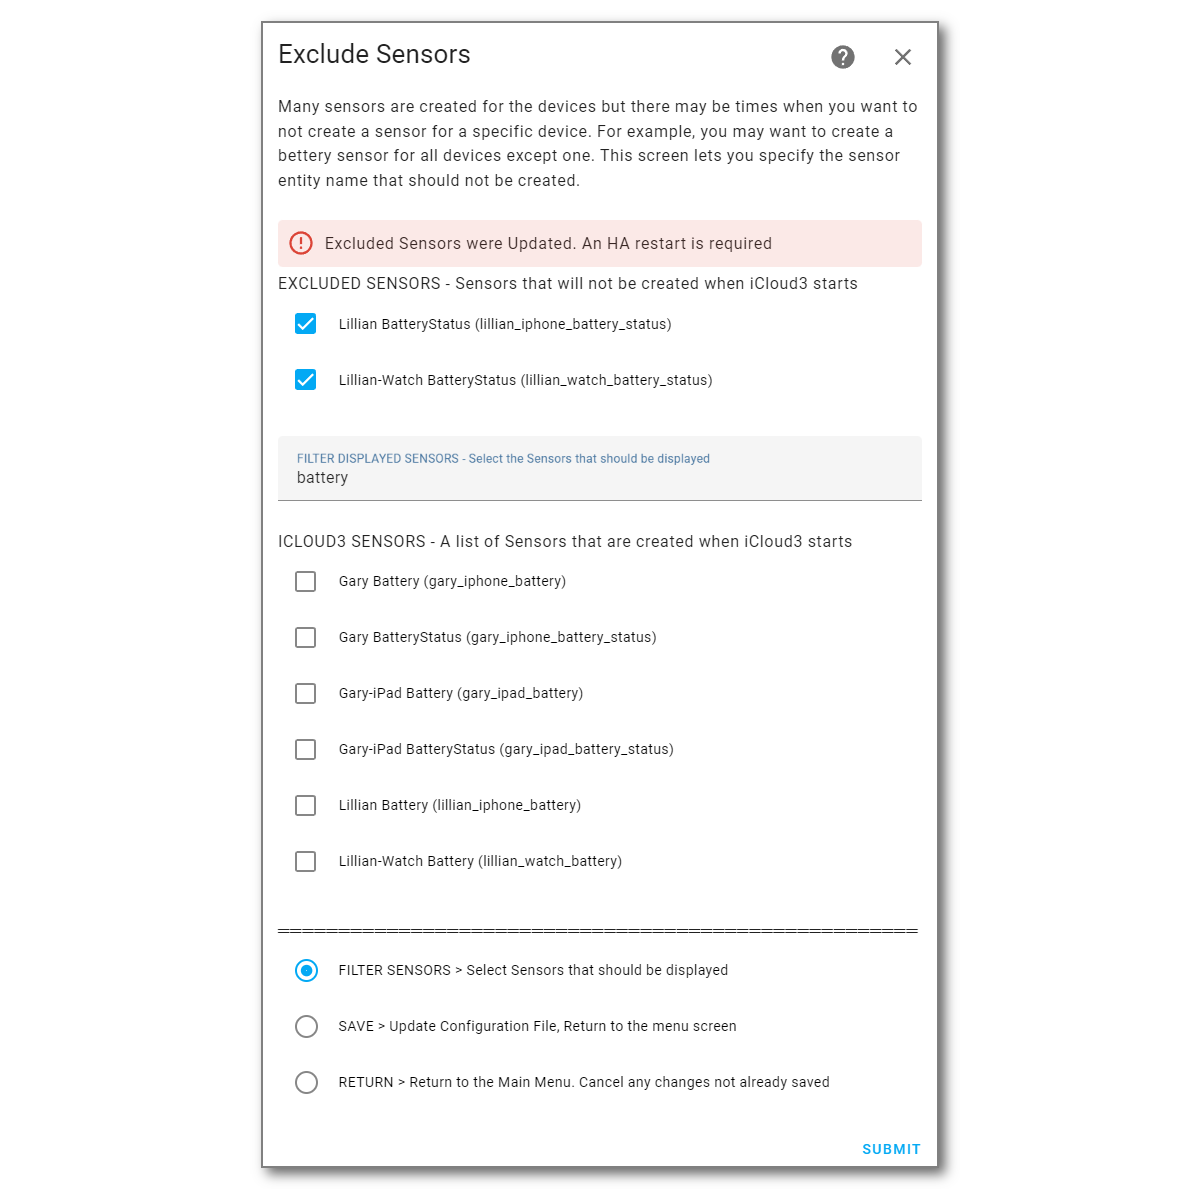 Exclude Sensors
Many sensors are created for the devices but there may be times when you want to
not create a sensor for a specific device. For example, you may want to create a
bettery sensor for all devices except one. This screen lets you specify the sensor
entity name that should not be created.
Excluded Sensors were Updated. An HA restart is required
EXCLUDED SENSORS - Sensors that will not be created when iCloud3 starts
Lillian BatteryStatus (lillian_iphone_battery_status)
Lillian-Watch BatteryStatus (lillian_watch_battery_status)
FILTER DISPLAYED SENSORS - Select the Sensors that should be displayed
battery
ICLOUD3 SENSORS - A list of Sensors that are created when iCloud3 starts
Gary Battery (gary_iphone_battery)
Gary BatteryStatus (gary_iphone_battery_status)
Gary-iPad Battery (gary_ipad_battery)
Gary-iPad BatteryStatus (gary_ipad_battery_status)
Lillian Battery (lillian_iphone_battery)
Lillian-Watch Battery (lillian_watch_battery)
FILTER SENSORS > Select Sensors that should be displayed
SAVE > Update Configuration File, Return to the menu screen
RETURN > Return to the Main Menu. Cancel any changes not already saved
SUBMIT